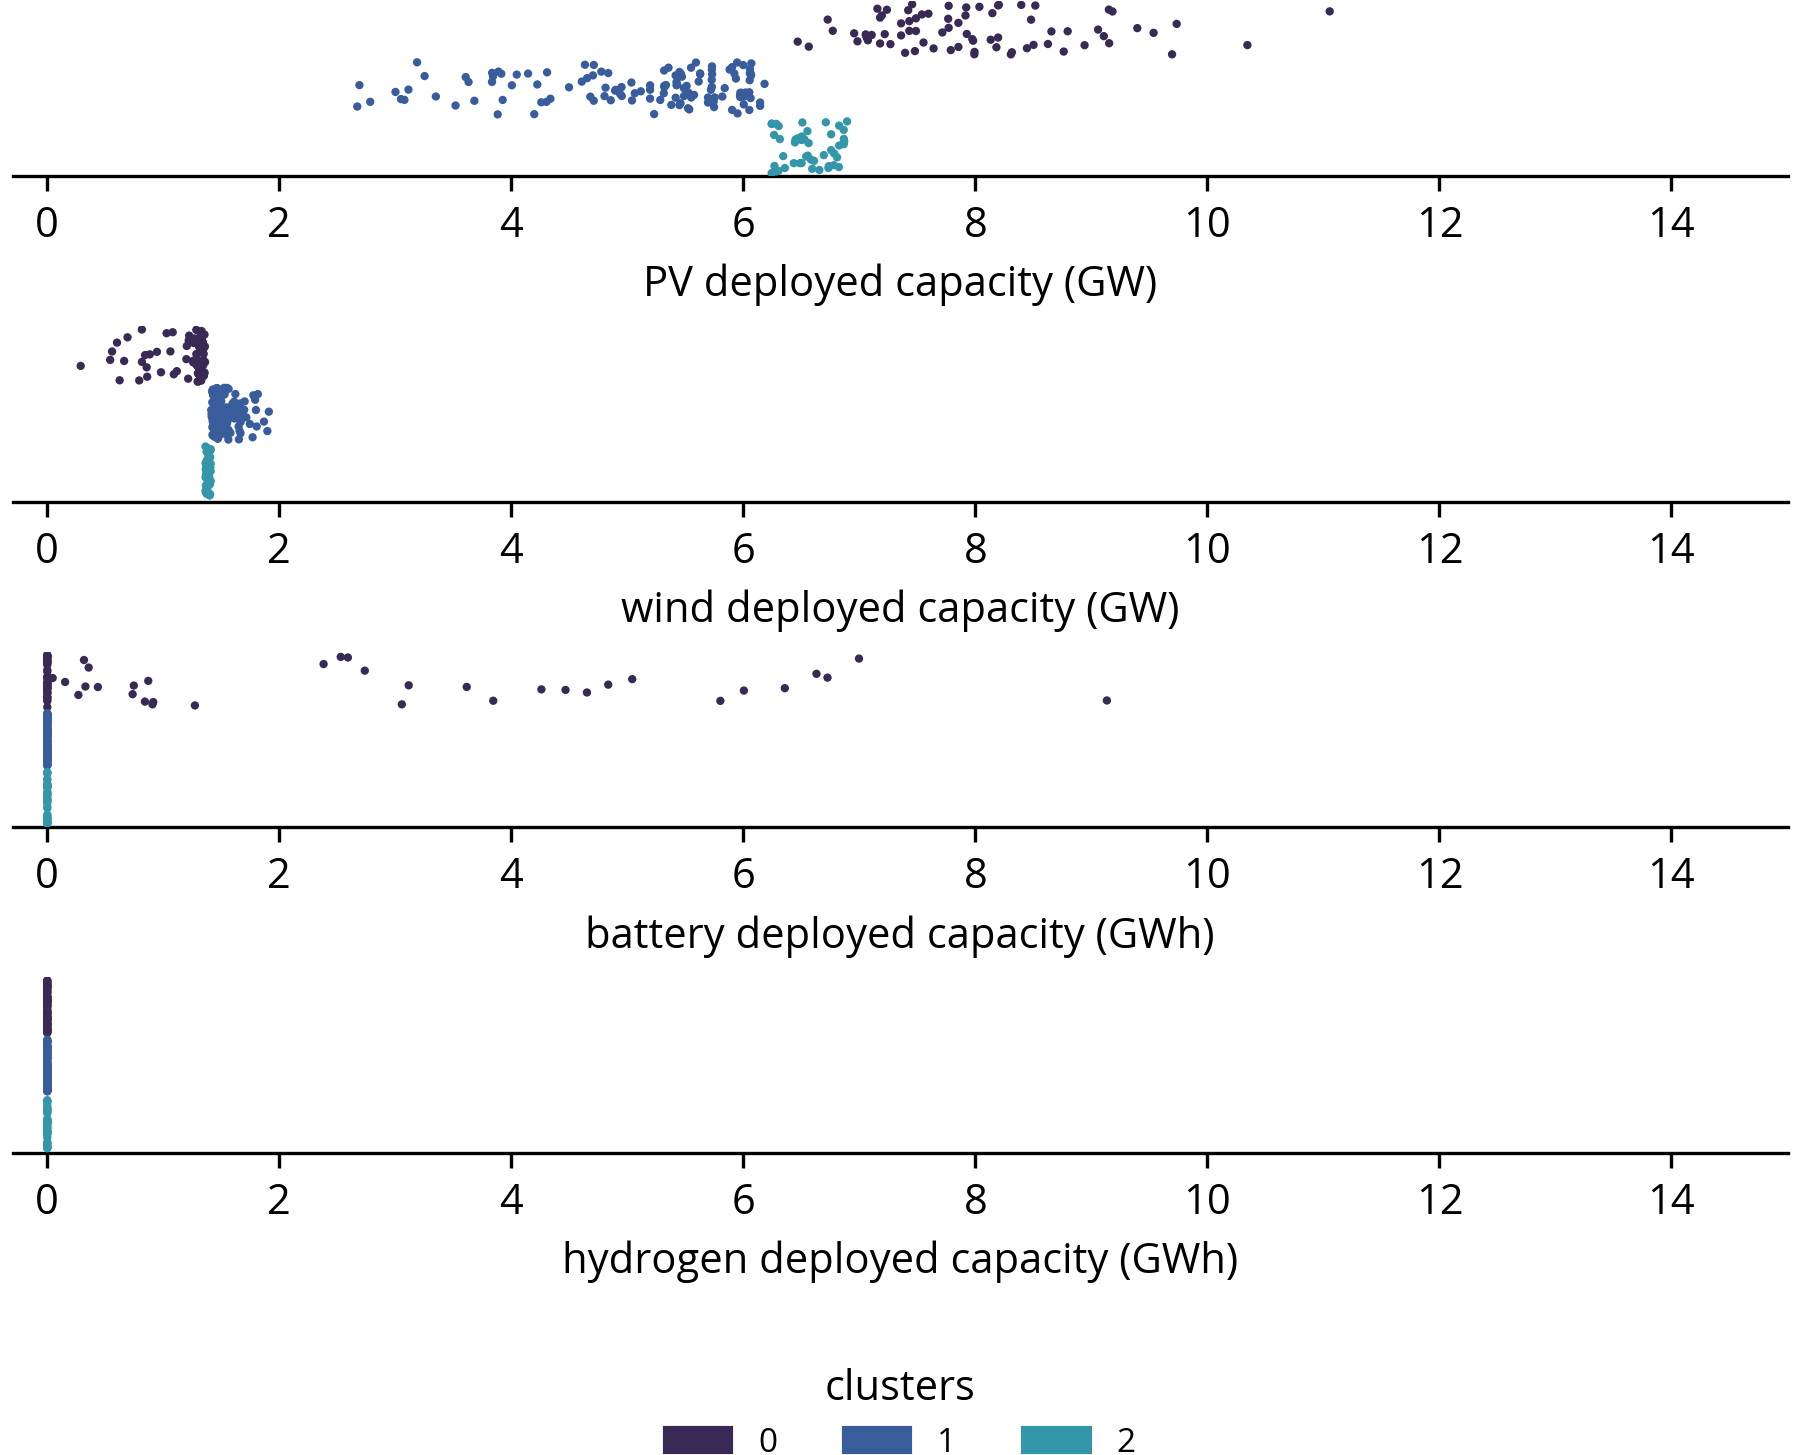 0 2 4 6 8 10 12 14
PV deployed capacity (GW)
0 2 4 6 8 10 12 14
wind deployed capacity (GW)
0 2 4 6 8 10 12 14
battery deployed capacity (GWh)
0 2 4 6 8 10 12 14
hydrogen deployed capacity (GWh)
clusters
0 1 2